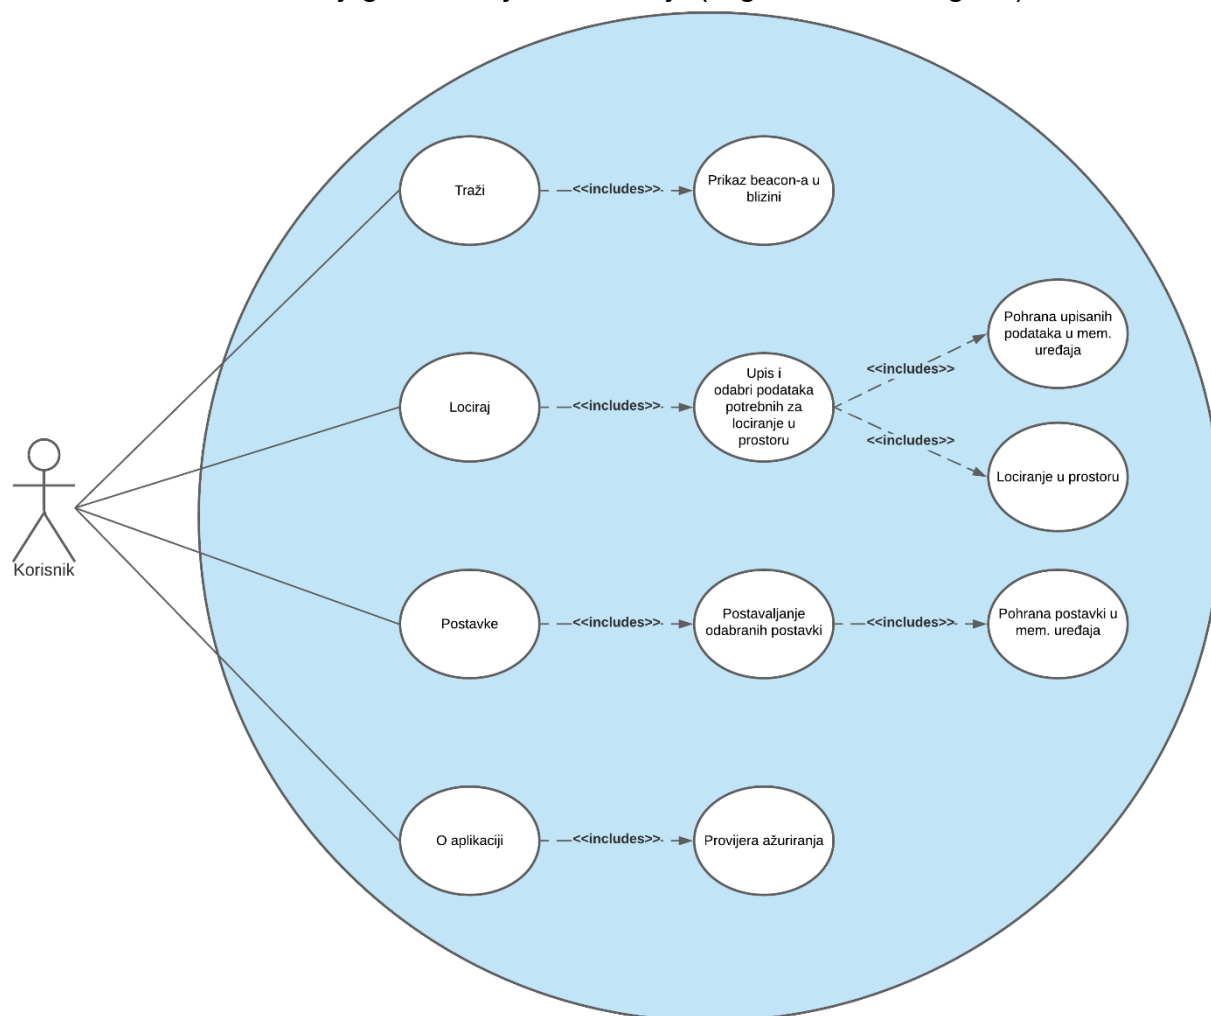 Traži
<<includes>>
Prikaz beacon-a u
blizini
Lociraj
<<includes>>
Upis i
odabri podataka
potrebnih za
lociranje u
prostoru
<<includes>>
Pohrana upisanih
podataka u mem.
uređaja
<<includes>>
Lociranje u prostoru
Korisnik
Postavke
<<includes>>
Postavaljanje
odabranih postavki
<<includes>>
Pohrana postavki u
mem. uređaja
O aplikaciji
<<includes>>
Provijera ažuriranja